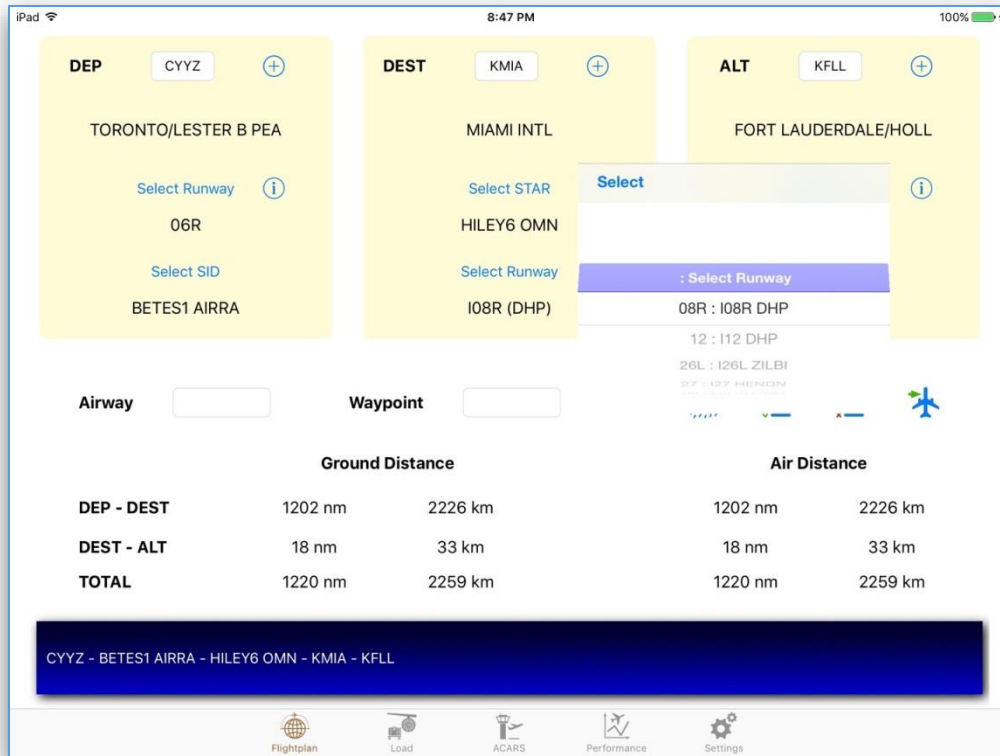 iPad 8:47 PM 100%
DEP CYYZ DEST KMIA ALT KFLL
TORONTO/LESTER B PEA MIAMI INTL FORT LAUDERDALE/HOLL
Select Runway Select STAR Select
06R HILEY6 OMN
Select SID Select Runway : Select Runway
BETES1 AIRRA I08R (DHP) 08R : I08R DHP
12 : I12 DHP
26L : I26L ZILBI
27 : I27 HENON
Airway Waypoint
Ground Distance Air Distance
DEP - DEST 1202 nm 2226 km 1202 nm 2226 km
DEST - ALT 18 nm 33 km 18 nm 33 km
TOTAL 1220 nm 2259 km 1220 nm 2259 km
CYYZ - BETES1 AIRRA - HILEY6 OMN - KMIA - KFLL
Flightplan Load ACARS Performance Settings